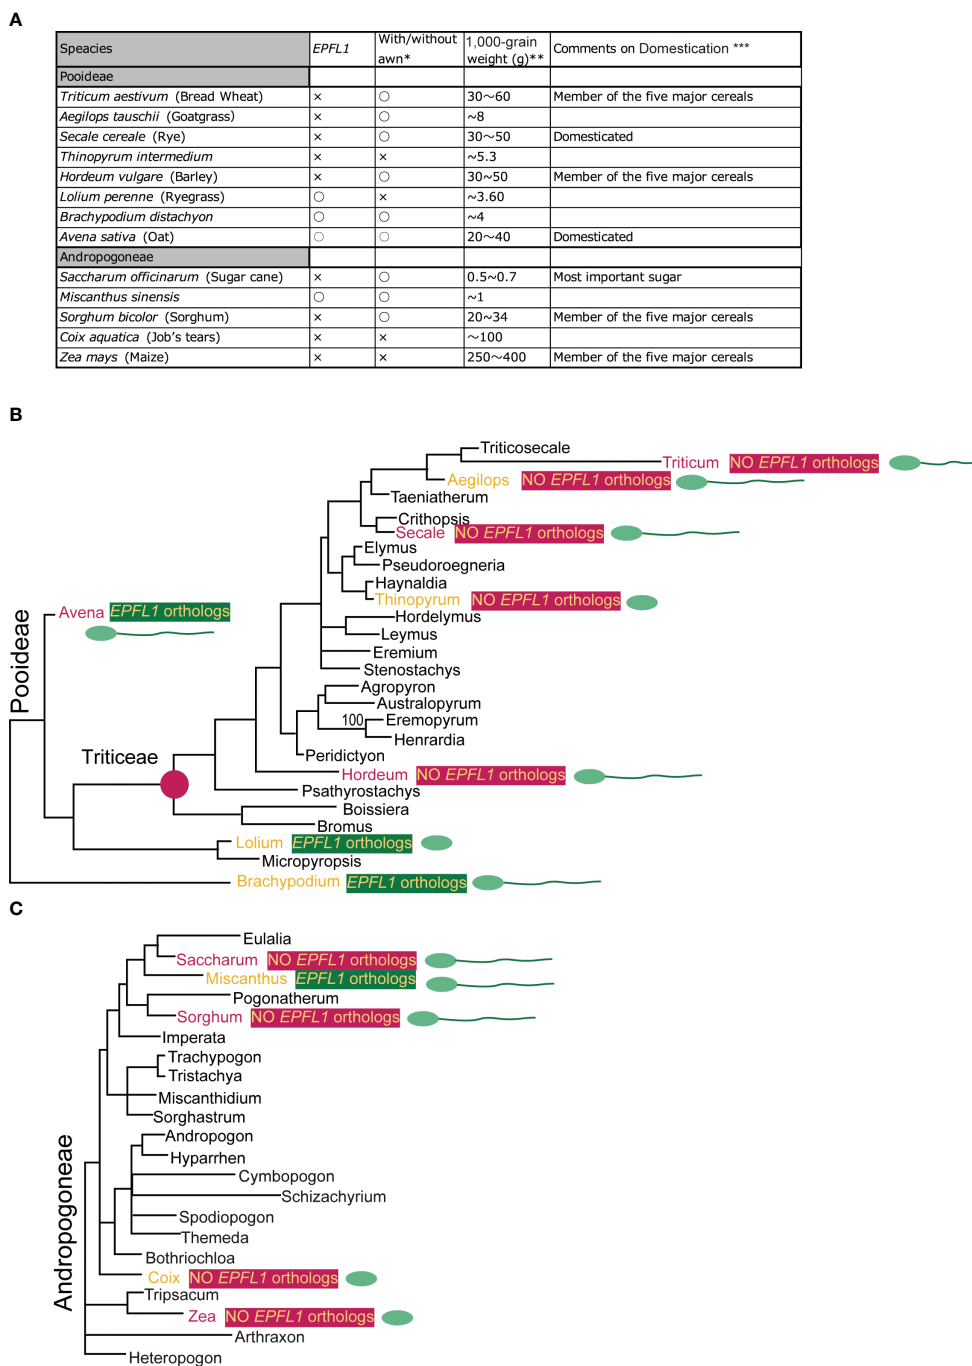 A
Speacies EPFL1 With/without awn* 1,000-grain weight (g)** Comments on Domestication ***
Pooideae
Triticum aestivum (Bread Wheat) × ○ 30～60 Member of the five major cereals
Aegilops tauschii (Goatgrass) × ○ ~8
Secale cereale (Rye) × ○ 30～50 Domesticated
Thinopyrum intermedium × × ~5.3
Hordeum vulgare (Barley) × ○ 30~50 Member of the five major cereals
Lolium perenne (Ryegrass) ○ × ~3.60
Brachypodium distachyon ○ ○ ~4
Avena sativa (Oat) ○ ○ 20～40 Domesticated
Andropogoneae
Saccharum officinarum (Sugar cane) × ○ 0.5~0.7 Most important sugar
Miscanthus sinensis ○ ○ ~1
Sorghum bicolor (Sorghum) × ○ 20~34 Member of the five major cereals
Coix aquatica (Job's tears) × × ～100
Zea mays (Maize) × × 250～400 Member of the five major cereals
B
Triticosecale
Triticum NO EPFL1 orthologs
Aegilops NO EPFL1 orthologs
Taeniatherum
Crithopsis
Secale NO EPFL1 orthologs
Elymus
Pseudoroegneria
Haynaldia
Thinopyrum NO EPFL1 orthologs
Avena EPFL1 orthologs
Hordelymus
Leymus
Eremium
Stenostachys
Pooideae
Agropyron
Australopyrum
100 Eremopyrum
Henrardia
Peridictyon
Triticeae
Hordeum NO EPFL1 orthologs
Psathyrostachys
Boissiera
Bromus
Lolium EPFL1 orthologs
Micropyropsis
Brachypodium EPFL1 orthologs
C
Eulalia
Saccharum NO EPFL1 orthologs
Miscanthus EPFL1 orthologs
Pogonatherum
Sorghum NO EPFL1 orthologs
Imperata
Trachypogon
Tristachya
Miscanthidium
Sorghastrum
Andropogon
Hyparrhen
Cymbopogon
Schizachyrium
Spodiopogon
Themeda
Andropogoneae
Bothriochloa
Coix NO EPFL1 orthologs
Tripsacum
Zea NO EPFL1 orthologs
Arthraxon
Heteropogon